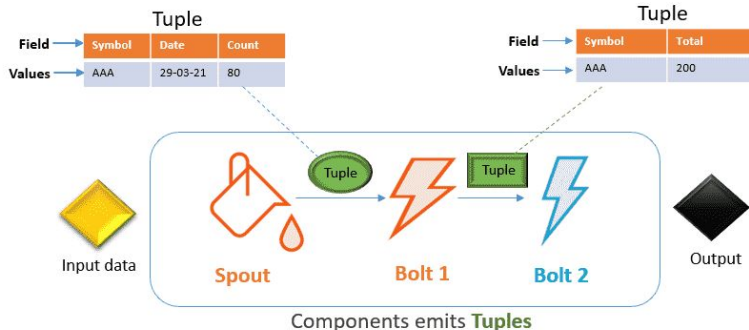 Tuple
Field
Symbol Date Count
Values
AAA 29-03-21 80
Tuple
Field
Symbol Total
Values
AAA 200
Tuple
Tuple
Input data
Spout
Bolt 1
Bolt 2
Output
Components emits Tuples